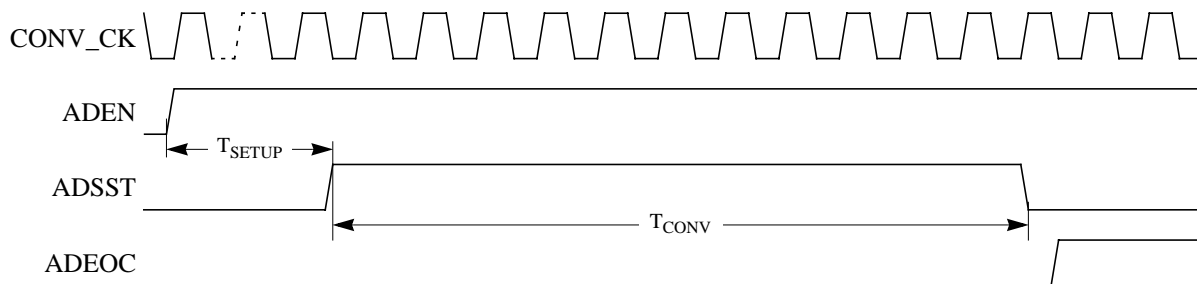 CONV_CK
ADEN
TSETUP
ADSST
TCONV
ADEOC